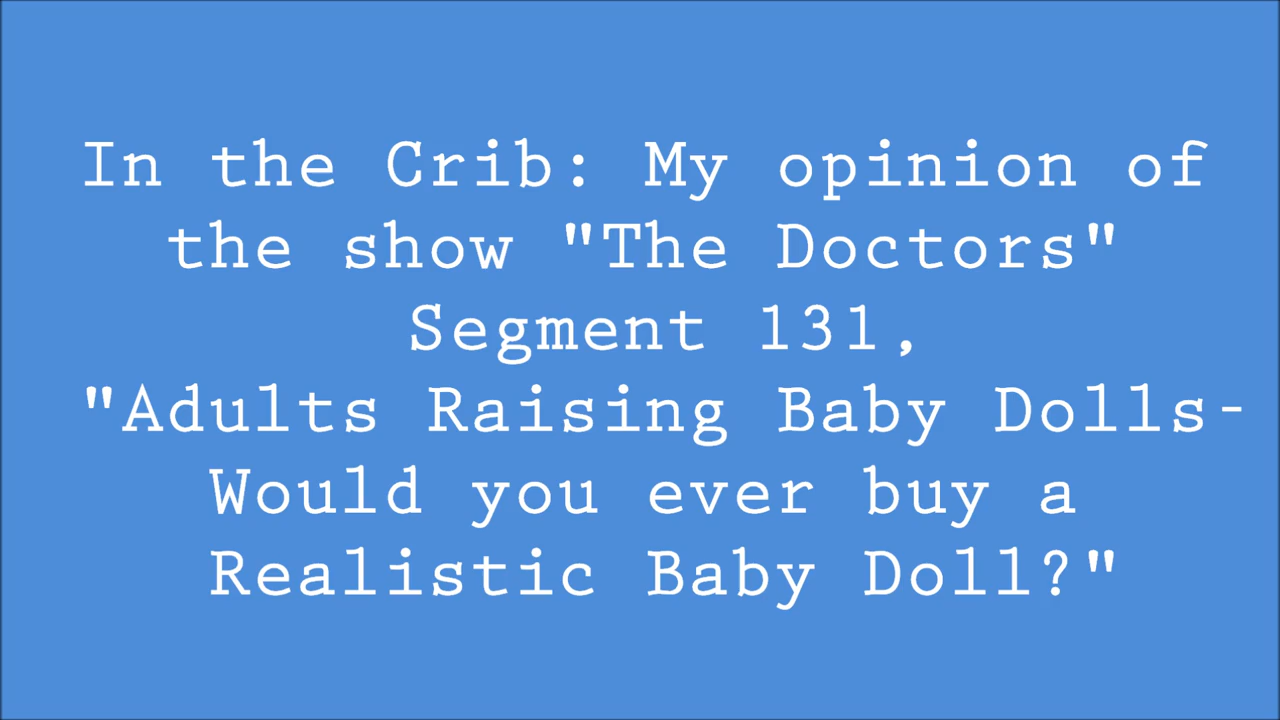 In the Crib: My opinion of
the show "The Doctors"
Segment 131,
"Adults Raising Baby Dolls-
Would you ever buy a
Realistic Baby Doll?"